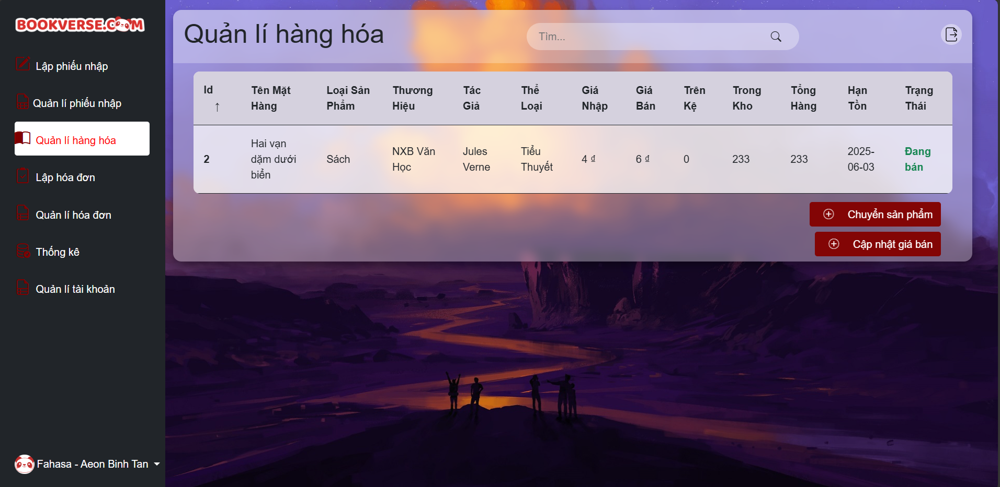 BOOKVERSE.COM
Lập phiếu nhập
Quản lí phiếu nhập
Quản lí hàng hóa
Lập hóa đơn
Quản lí hóa đơn
Thống kê
Quản lí tài khoản
Fahasa - Aeon Binh Tan
Quản lí hàng hóa
Tìm...
Id ↑
Tên Mặt
Hàng
Loại Sản
Phẩm
Thương
Hiệu
Tác
Giả
Thể
Loại
Giá
Nhập
Giá
Bán
Trên
Kệ
Trong
Kho
Tổng
Hàng
Hạn
Tồn
Trạng
Thái
2
Hai vạn
dặm dưới
biển
Sách
NXB Văn
Học
Jules
Verne
Tiểu
Thuyết
4 ₫
6 ₫
0
233
233
2025-
06-03
Đang
bán
Chuyển sản phẩm
Cập nhật giá bán